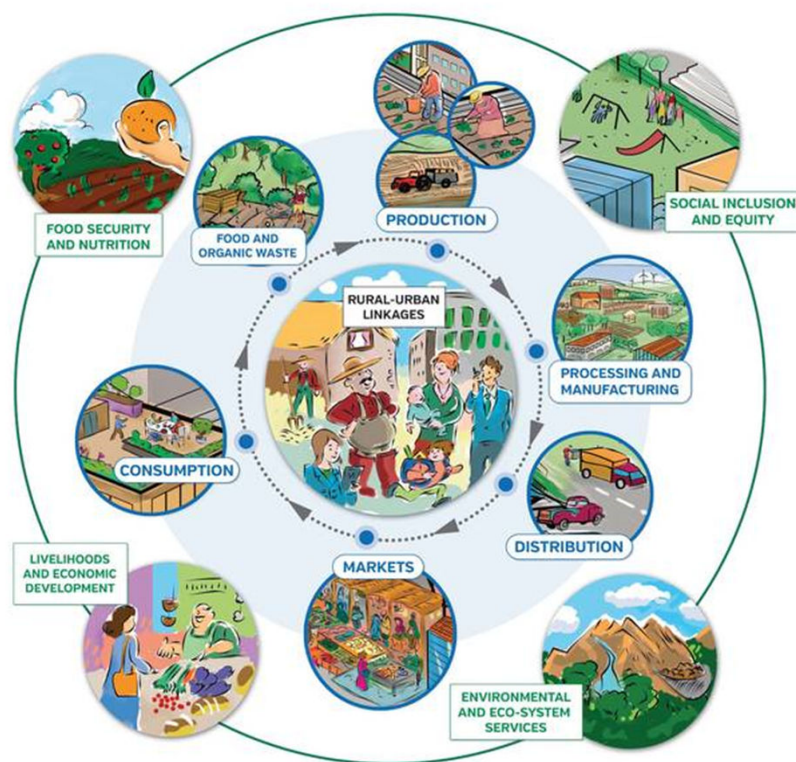 PRODUCTION
FOOD SECURITY
AND NUTRITION
FOOD AND
ORGANIC WASTE
SOCIAL INCLUSION
AND EQUITY
RURAL-URBAN
LINKAGES
PROCESSING AND
MANUFACTURING
CONSUMPTION
DISTRIBUTION
LIVELIHOODS
AND ECONOMIC
DEVELOPMENT
MARKETS
ENVIRONMENTAL
AND ECO-SYSTEM
SERVICES